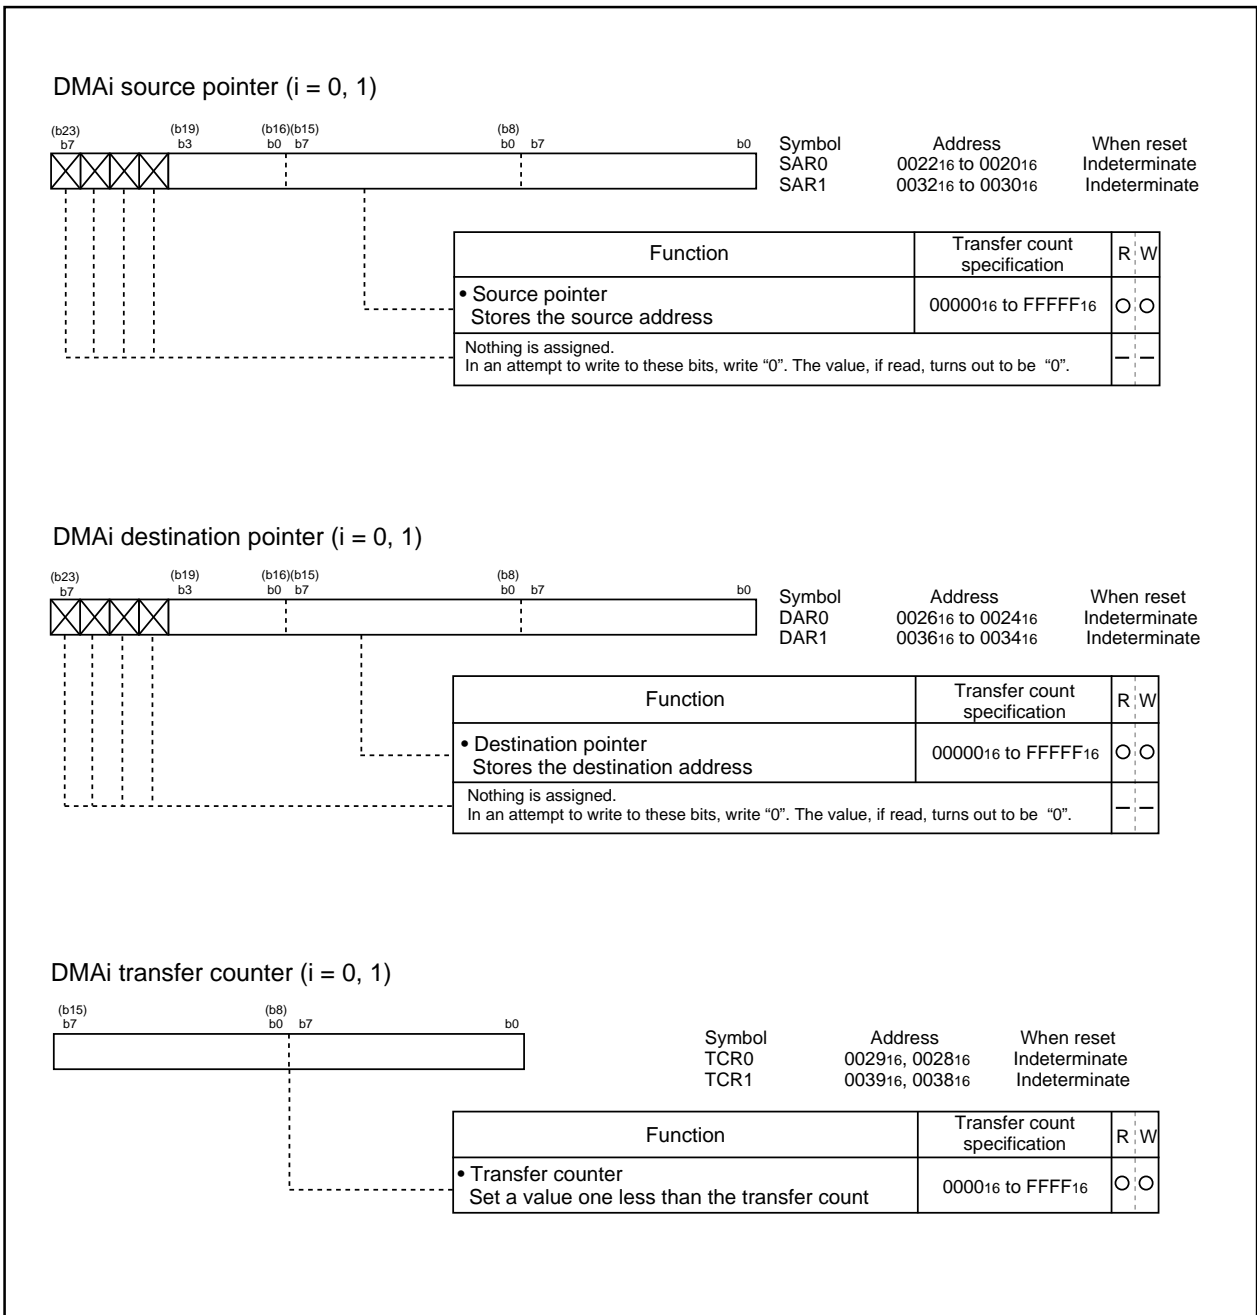 DMAi source pointer (i = 0, 1)
(b23) (b19) (b16)(b15) (b8)
b7 b3 b0 b7 b0 b7 b0
Symbol Address When reset
SAR0 002216 to 002016 Indeterminate
SAR1 003216 to 003016 Indeterminate
Function Transfer count specification R W
• Source pointer
Stores the source address
0000016 to FFFFF16
Nothing is assigned.
In an attempt to write to these bits, write “0”. The value, if read, turns out to be “0”.
DMAi destination pointer (i = 0, 1)
(b23) (b19) (b16)(b15) (b8)
b7 b3 b0 b7 b0 b7 b0
Symbol Address When reset
DAR0 002616 to 002416 Indeterminate
DAR1 003616 to 003416 Indeterminate
Function Transfer count specification R W
• Destination pointer
Stores the destination address
0000016 to FFFFF16
Nothing is assigned.
In an attempt to write to these bits, write “0”. The value, if read, turns out to be “0”.
DMAi transfer counter (i = 0, 1)
(b15) (b8)
b7 b0 b7 b0
Symbol Address When reset
TCR0 002916, 002816 Indeterminate
TCR1 003916, 003816 Indeterminate
Function Transfer count specification R W
• Transfer counter
Set a value one less than the transfer count
000016 to FFFF16